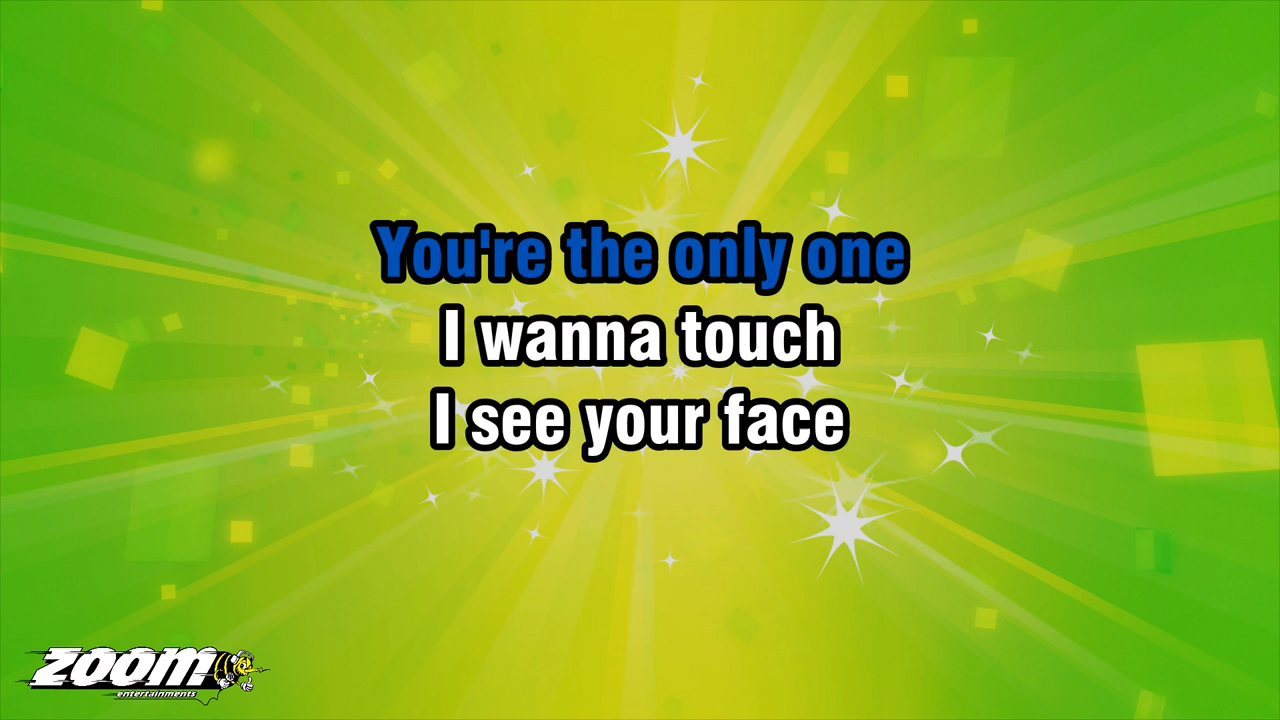 You're the only one
I wanna touch
I see your face
ZOOM
entertainments